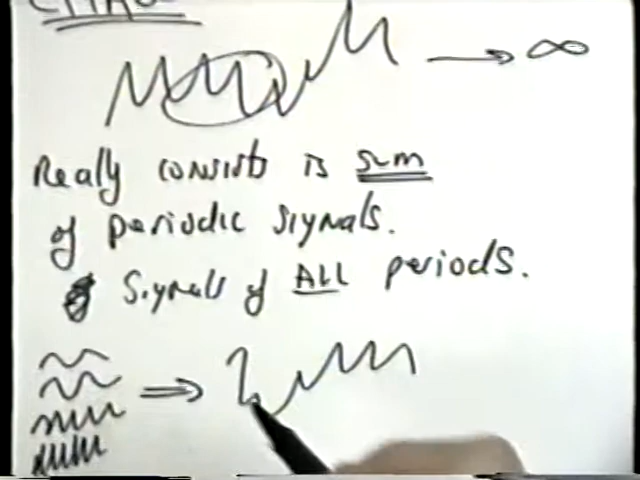 → ∞
Really consists is sum
of periodic signals.
Signals of ALL periods.